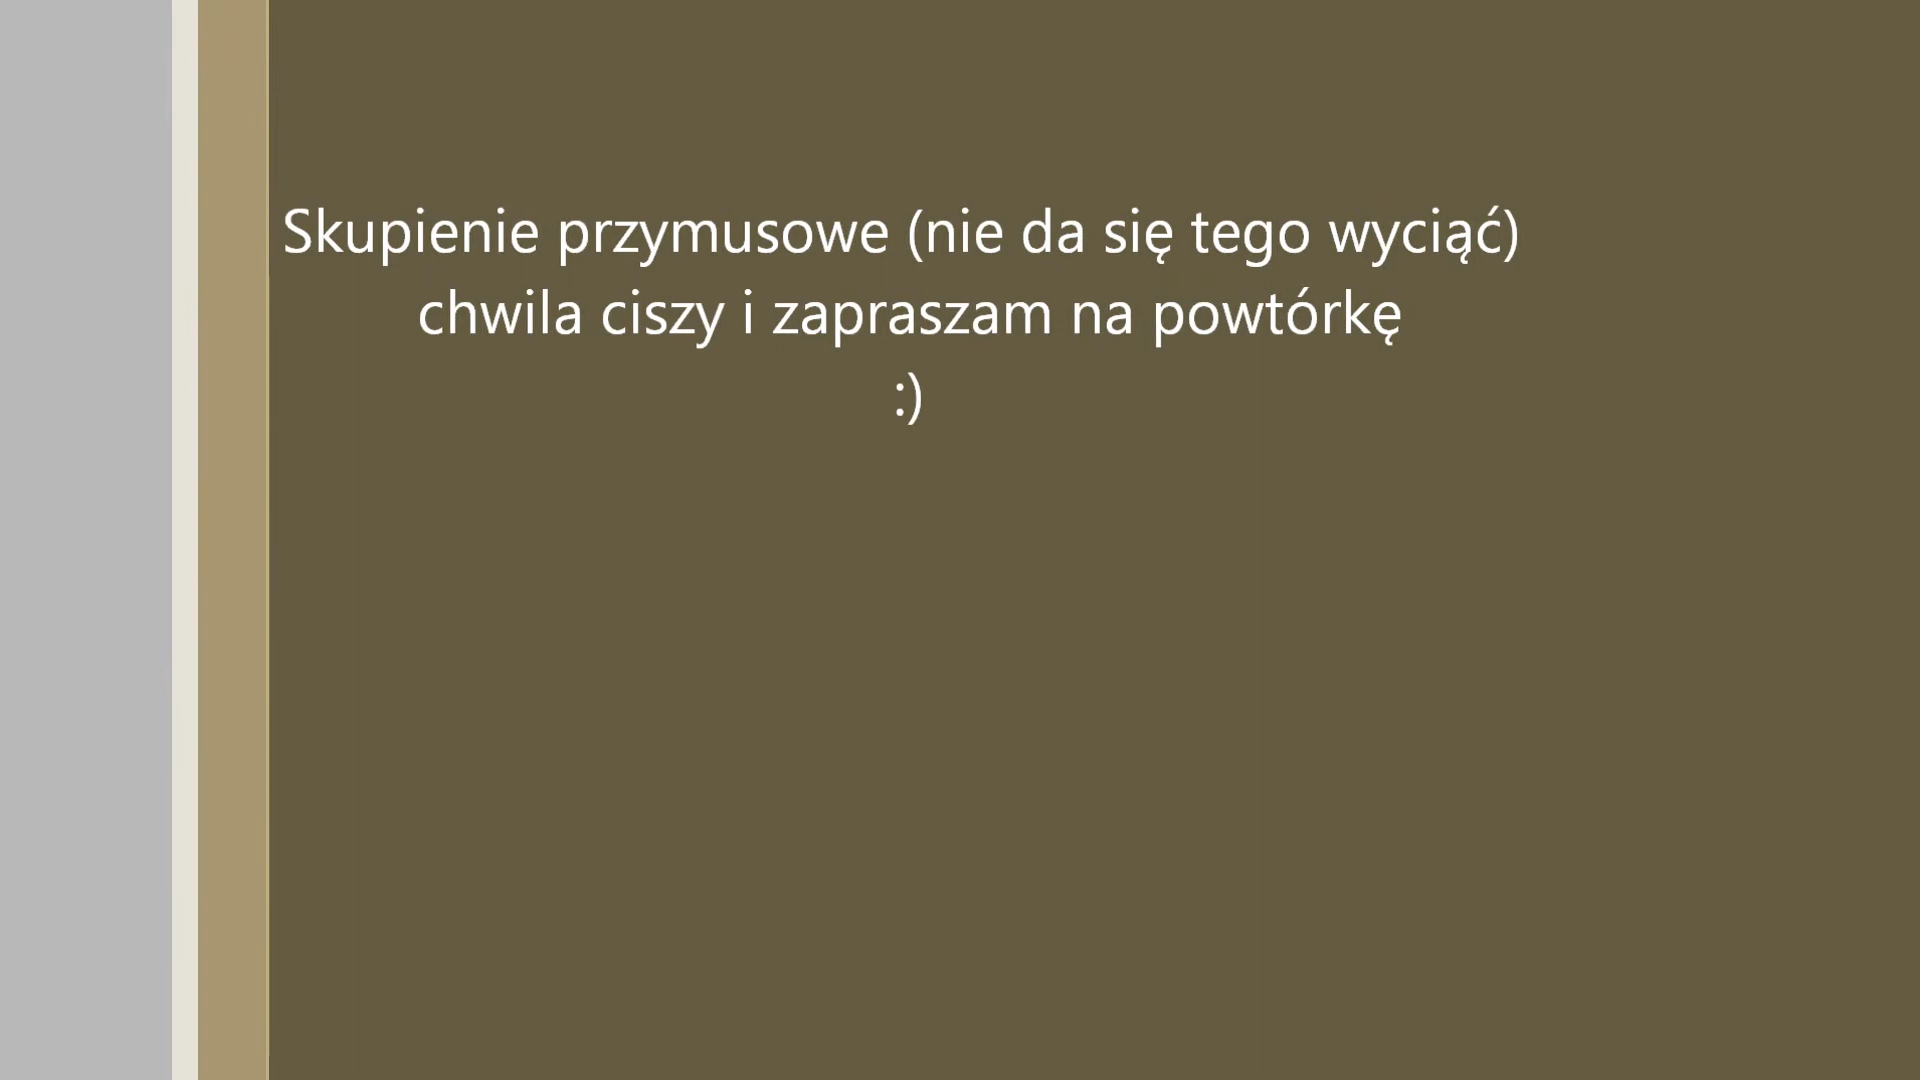 Skupienie przymusowe (nie da się tego wyciąć)
chwila ciszy i zapraszam na powtórkę
:)